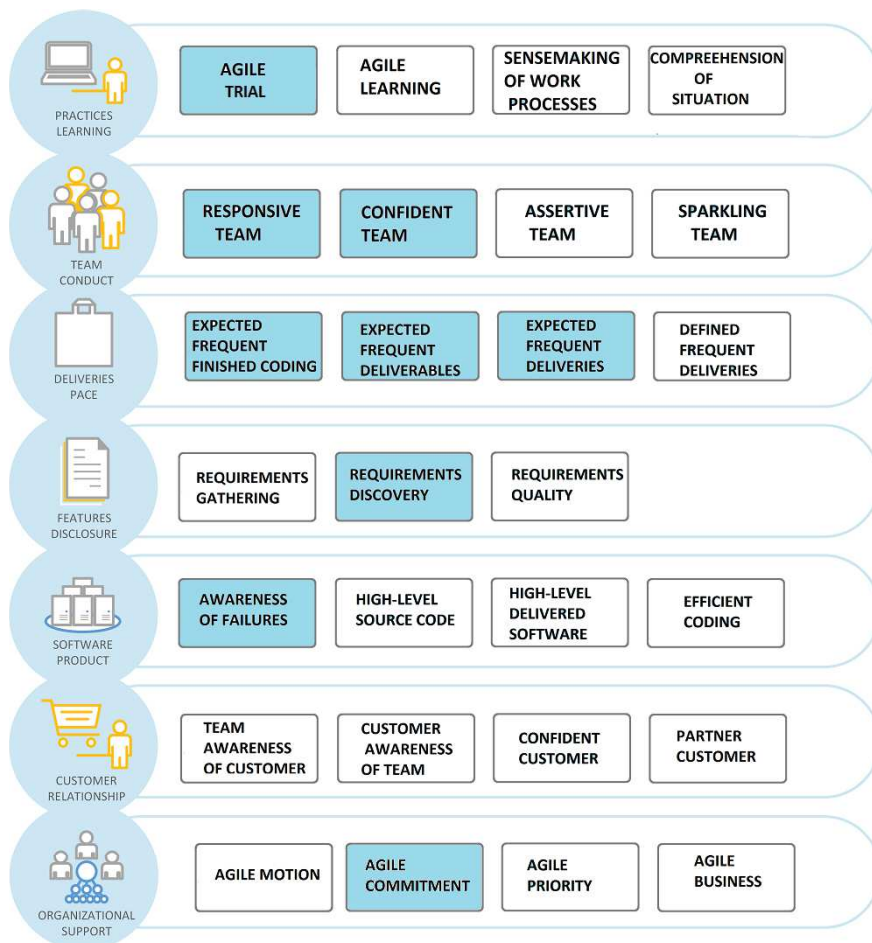 PRACTICES
LEARNING
AGILE
TRIAL
AGILE
LEARNING
SENSEMAKING
OF WORK
PROCESSES
COMPREEHENSION
OF
SITUATION
TEAM
CONDUCT
RESPONSIVE
TEAM
CONFIDENT
TEAM
ASSERTIVE
TEAM
SPARKLING
TEAM
DELIVERIES
PACE
EXPECTED
FREQUENT
FINISHED CODING
EXPECTED
FREQUENT
DELIVERABLES
EXPECTED
FREQUENT
DELIVERIES
DEFINED
FREQUENT
DELIVERIES
FEATURES
DISCLOSURE
REQUIREMENTS
GATHERING
REQUIREMENTS
DISCOVERY
REQUIREMENTS
QUALITY
SOFTWARE
PRODUCT
AWARENESS
OF FAILURES
HIGH-LEVEL
SOURCE CODE
HIGH-LEVEL
DELIVERED
SOFTWARE
EFFICIENT
CODING
CUSTOMER
RELATIONSHIP
TEAM
AWARENESS
OF CUSTOMER
CUSTOMER
AWARENESS
OF TEAM
CONFIDENT
CUSTOMER
PARTNER
CUSTOMER
ORGANIZATIONAL
SUPPORT
AGILE MOTION
AGILE
COMMITMENT
AGILE
PRIORITY
AGILE
BUSINESS